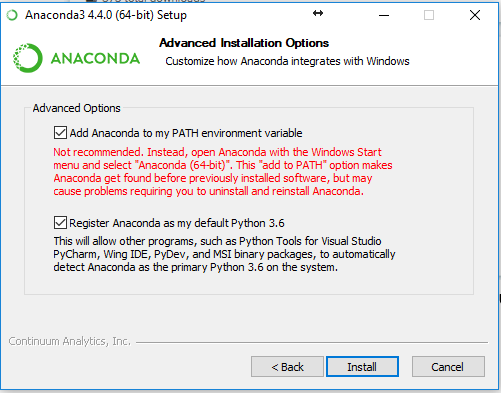 Anaconda3 4.4.0 (64-bit) Setup
ANACONDA
Advanced Installation Options
Customize how Anaconda integrates with Windows
Advanced Options
Add Anaconda to my PATH environment variable
Not recommended. Instead, open Anaconda with the Windows Start
menu and select "Anaconda (64-bit)". This "add to PATH" option makes
Anaconda get found before previously installed software, but may
cause problems requiring you to uninstall and reinstall Anaconda.
Register Anaconda as my default Python 3.6
This will allow other programs, such as Python Tools for Visual Studio
PyCharm, Wing IDE, PyDev, and MSI binary packages, to automatically
detect Anaconda as the primary Python 3.6 on the system.
Continuum Analytics, Inc.
< Back
Install
Cancel